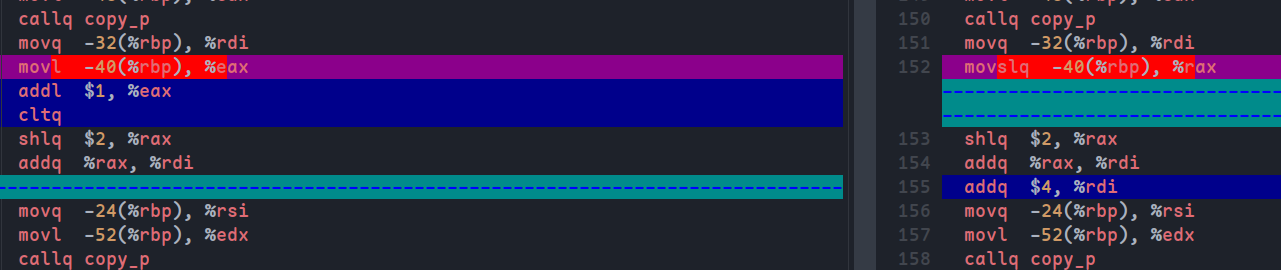 callq copy_p
movq -32(%rbp), %rdi
movl -40(%rbp), %eax
addl $1, %eax
cltq
shlq $2, %rax
addq %rax, %rdi
movq -24(%rbp), %rsi
movl -52(%rbp), %edx
callq copy_p
150 callq copy_p
151 movq -32(%rbp), %rdi
152 movslq -40(%rbp), %rax
153 shlq $2, %rax
154 addq %rax, %rdi
155 addq $4, %rdi
156 movq -24(%rbp), %rsi
157 movl -52(%rbp), %edx
158 callq copy_p